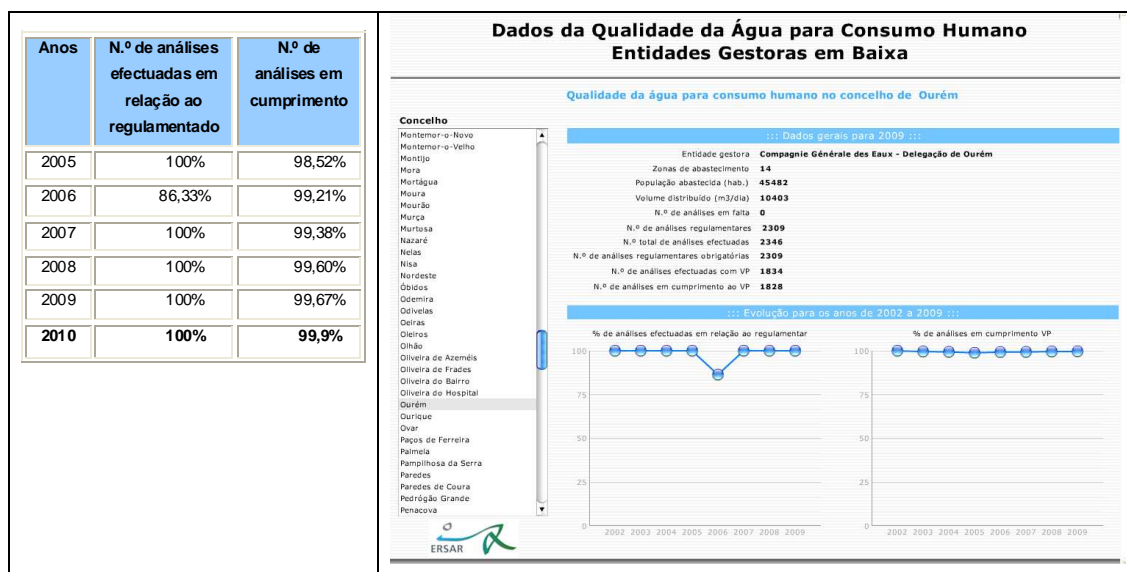 Anos N.º de análises efectuadas em relação ao regulamentado N.º de análises em cumprimento
2005 100% 98,52%
2006 86,33% 99,21%
2007 100% 99,38%
2008 100% 99,60%
2009 100% 99,67%
2010 100% 99,9%
Dados da Qualidade da Água para Consumo Humano
Entidades Gestoras em Baixa
Qualidade da água para consumo humano no concelho de Ourém
Concelho
Montemor-o-Novo
Montemor-o-Velho
Montijo
Mora
Mortágua
Moura
Mourão
Murça
Murtosa
Nazaré
Nelas
Nisa
Nordeste
Óbidos
Odemira
Odivelas
Oeiras
Oleiros
Olhão
Oliveira de Azeméis
Oliveira de Frades
Oliveira do Bairro
Oliveira do Hospital
Ourém
Ourique
Ovar
Paços de Ferreira
Palmela
Pampilhosa da Serra
Paredes
Paredes de Coura
Pedrógão Grande
Penacova
ERSAR
::: Dados gerais para 2009 :::
Entidade gestora Compagnie Générale des Eaux - Delegação de Ourém
Zonas de abastecimento 14
População abastecida (hab.) 45482
Volume distribuído (m3/dia) 10403
N.º de análises em falta 0
N.º de análises regulamentares 2309
N.º total de análises efectuadas 2346
N.º de análises regulamentares obrigatórias 2309
N.º de análises efectuadas com VP 1834
N.º de análises em cumprimento ao VP 1828
::: Evolução para os anos de 2002 a 2009 :::
% de análises efectuadas em relação ao regulamentar
100
75
50
25
0
2002 2003 2004 2005 2006 2007 2008 2009
% de análises em cumprimento VP
100
75
50
25
0
2002 2003 2004 2005 2006 2007 2008 2009